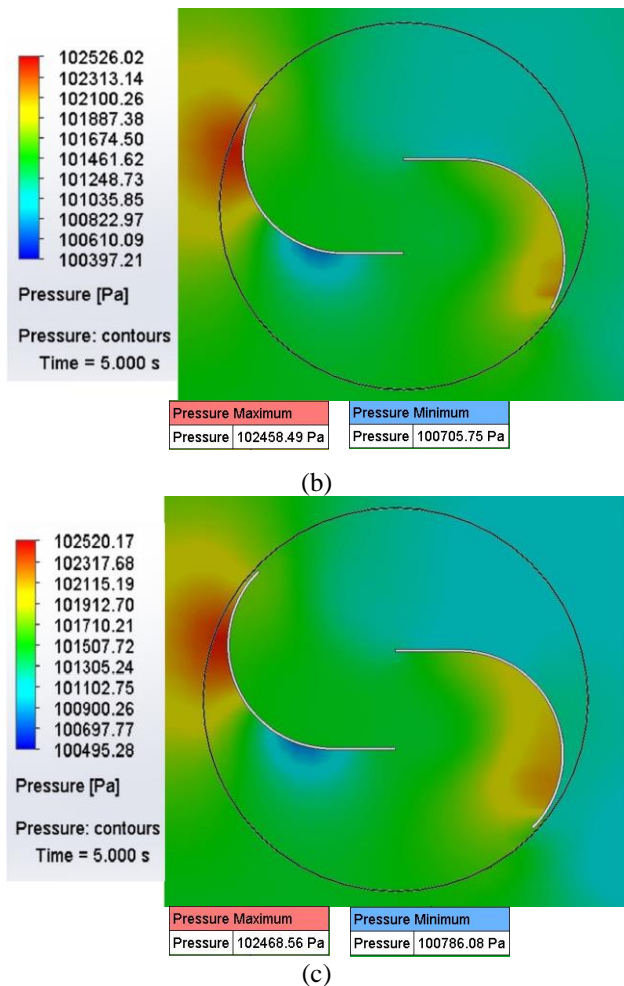 102526.02
102313.14
102100.26
101887.38
101674.50
101461.62
101248.73
101035.85
100822.97
100610.09
100397.21
Pressure [Pa]
Pressure: contours
Time = 5.000 s
Pressure Maximum
Pressure 102458.49 Pa
Pressure Minimum
Pressure 100705.75 Pa
(b)
102520.17
102317.68
102115.19
101912.70
101710.21
101507.72
101305.24
101102.75
100900.26
100697.77
100495.28
Pressure [Pa]
Pressure: contours
Time = 5.000 s
Pressure Maximum
Pressure 102468.56 Pa
Pressure Minimum
Pressure 100786.08 Pa
(c)